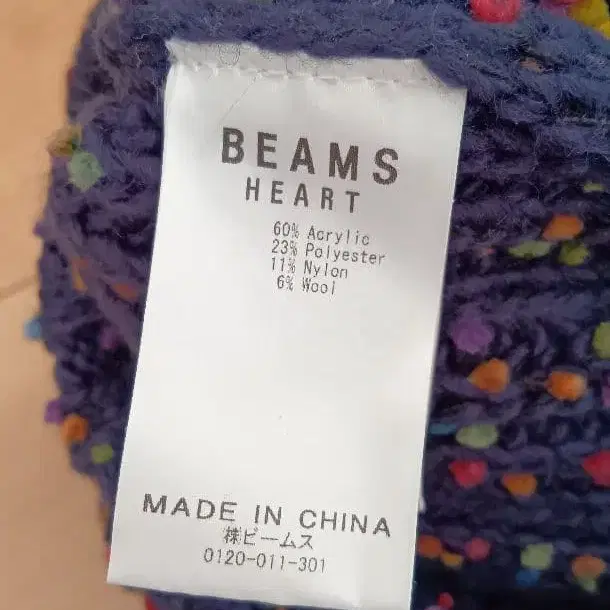 BEAMS
HEART
60% Acrylic
23% Polyester
11% Nylon
6% Wool
MADE IN CHINA
㈱ビームス
0120-011-301